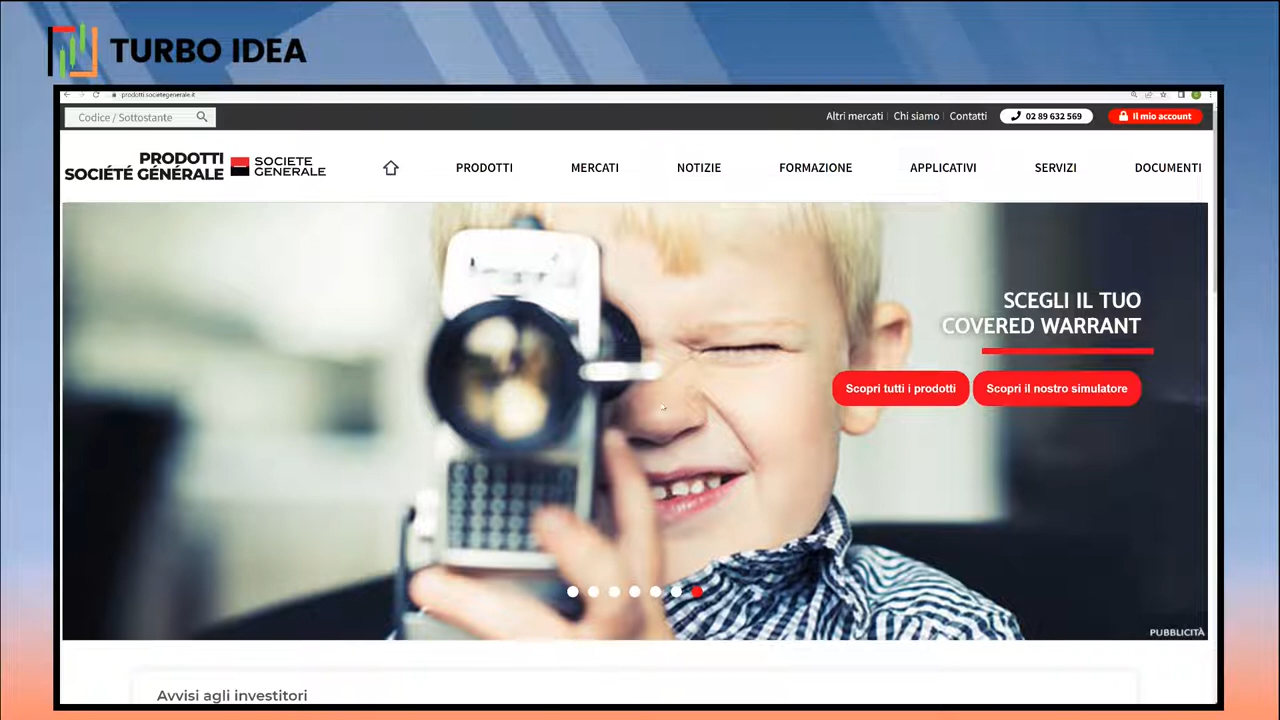 TURBO IDEA
prodotti.societegenerale.it
Codice / Sottostante
Altri mercati
Chi siamo
Contatti
02 89 632 569
Il mio account
PRODOTTI
SOCIÉTÉ GÉNÉRALE
SOCIETE
GENERALE
PRODOTTI
MERCATI
NOTIZIE
FORMAZIONE
APPLICATIVI
SERVIZI
DOCUMENTI
SCEGLI IL TUO
COVERED WARRANT
Scopri tutti i prodotti
Scopri il nostro simulatore
PUBBLICITÀ
Avvisi agli investitori